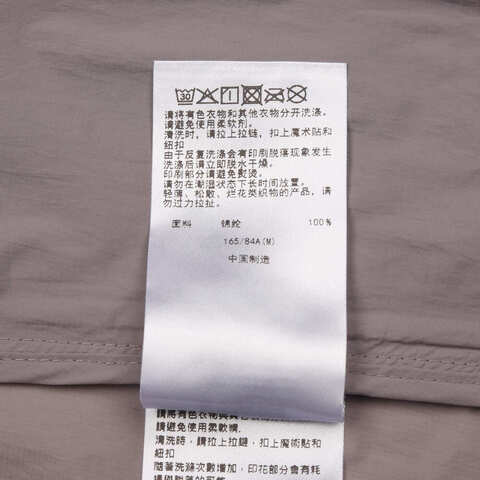 30
请将有色衣物和其他衣物分开洗涤.
请避免使用柔软剂.
清洗时，请拉上拉链，扣上魔术贴和
纽扣
由于反复洗涤会有印刷脱落现象发生
洗涤后请立即脱水干燥.
印刷部分请避免熨烫.
请勿在潮湿状态下长时间放置.
轻薄、松散、烂花类织物的产品，请
勿过力拉扯.
面料 锦纶 100%
165/84A(M)
中国制造
請將有色衣物與其
請避免使用柔軟
清洗時，請拉上拉鏈，扣上魔術貼和
鈕扣
隨著洗滌次數增加，印花部分會有耗